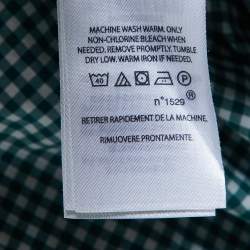 MACHINE WASH WARM. ONLY
NON-CHLORINE BLEACH WHEN
NEEDED. REMOVE PROMPTLY. TUMBLE
DRY LOW. WARM IRON IF NEEDED.
40 P
n°1529
RETIRER RAPIDEMENT DE LA MACHINE.
RIMUOVERE PRONTAMENTE.